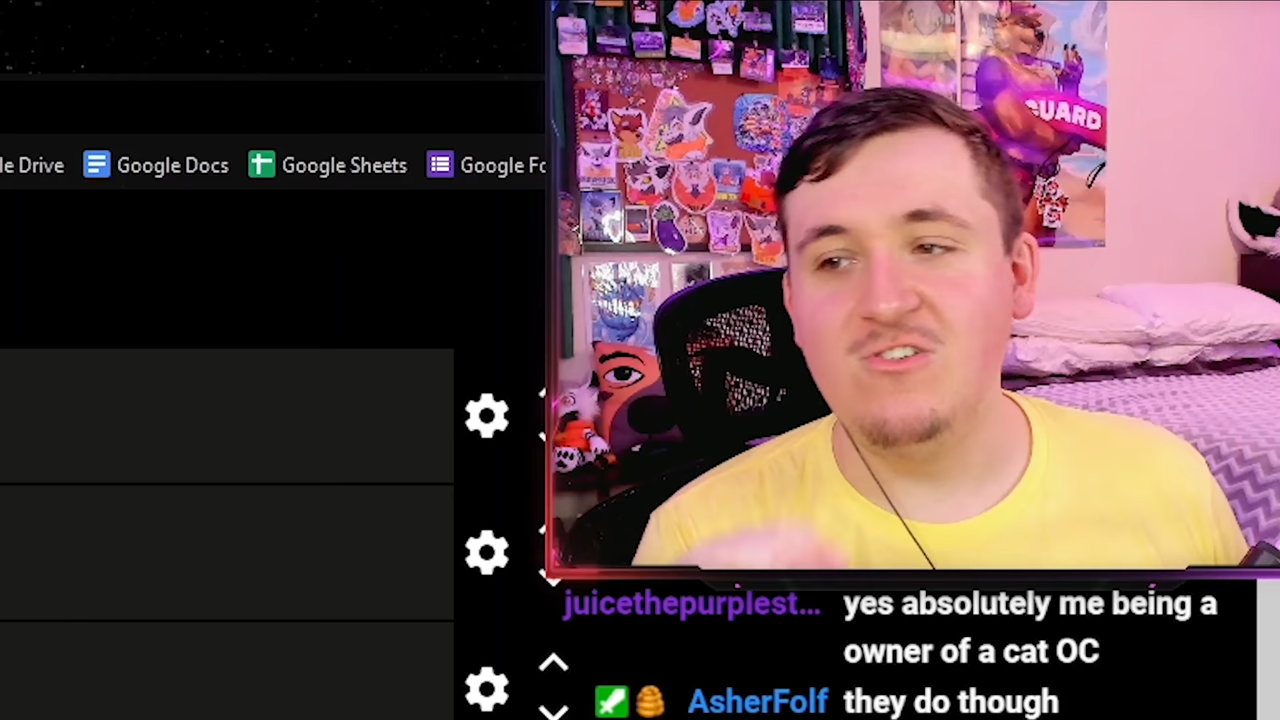 le Drive Google Docs Google Sheets Google Fo
GUARD
juicethepurplest... yes absolutely me being a
owner of a cat OC
AsherFolf they do though